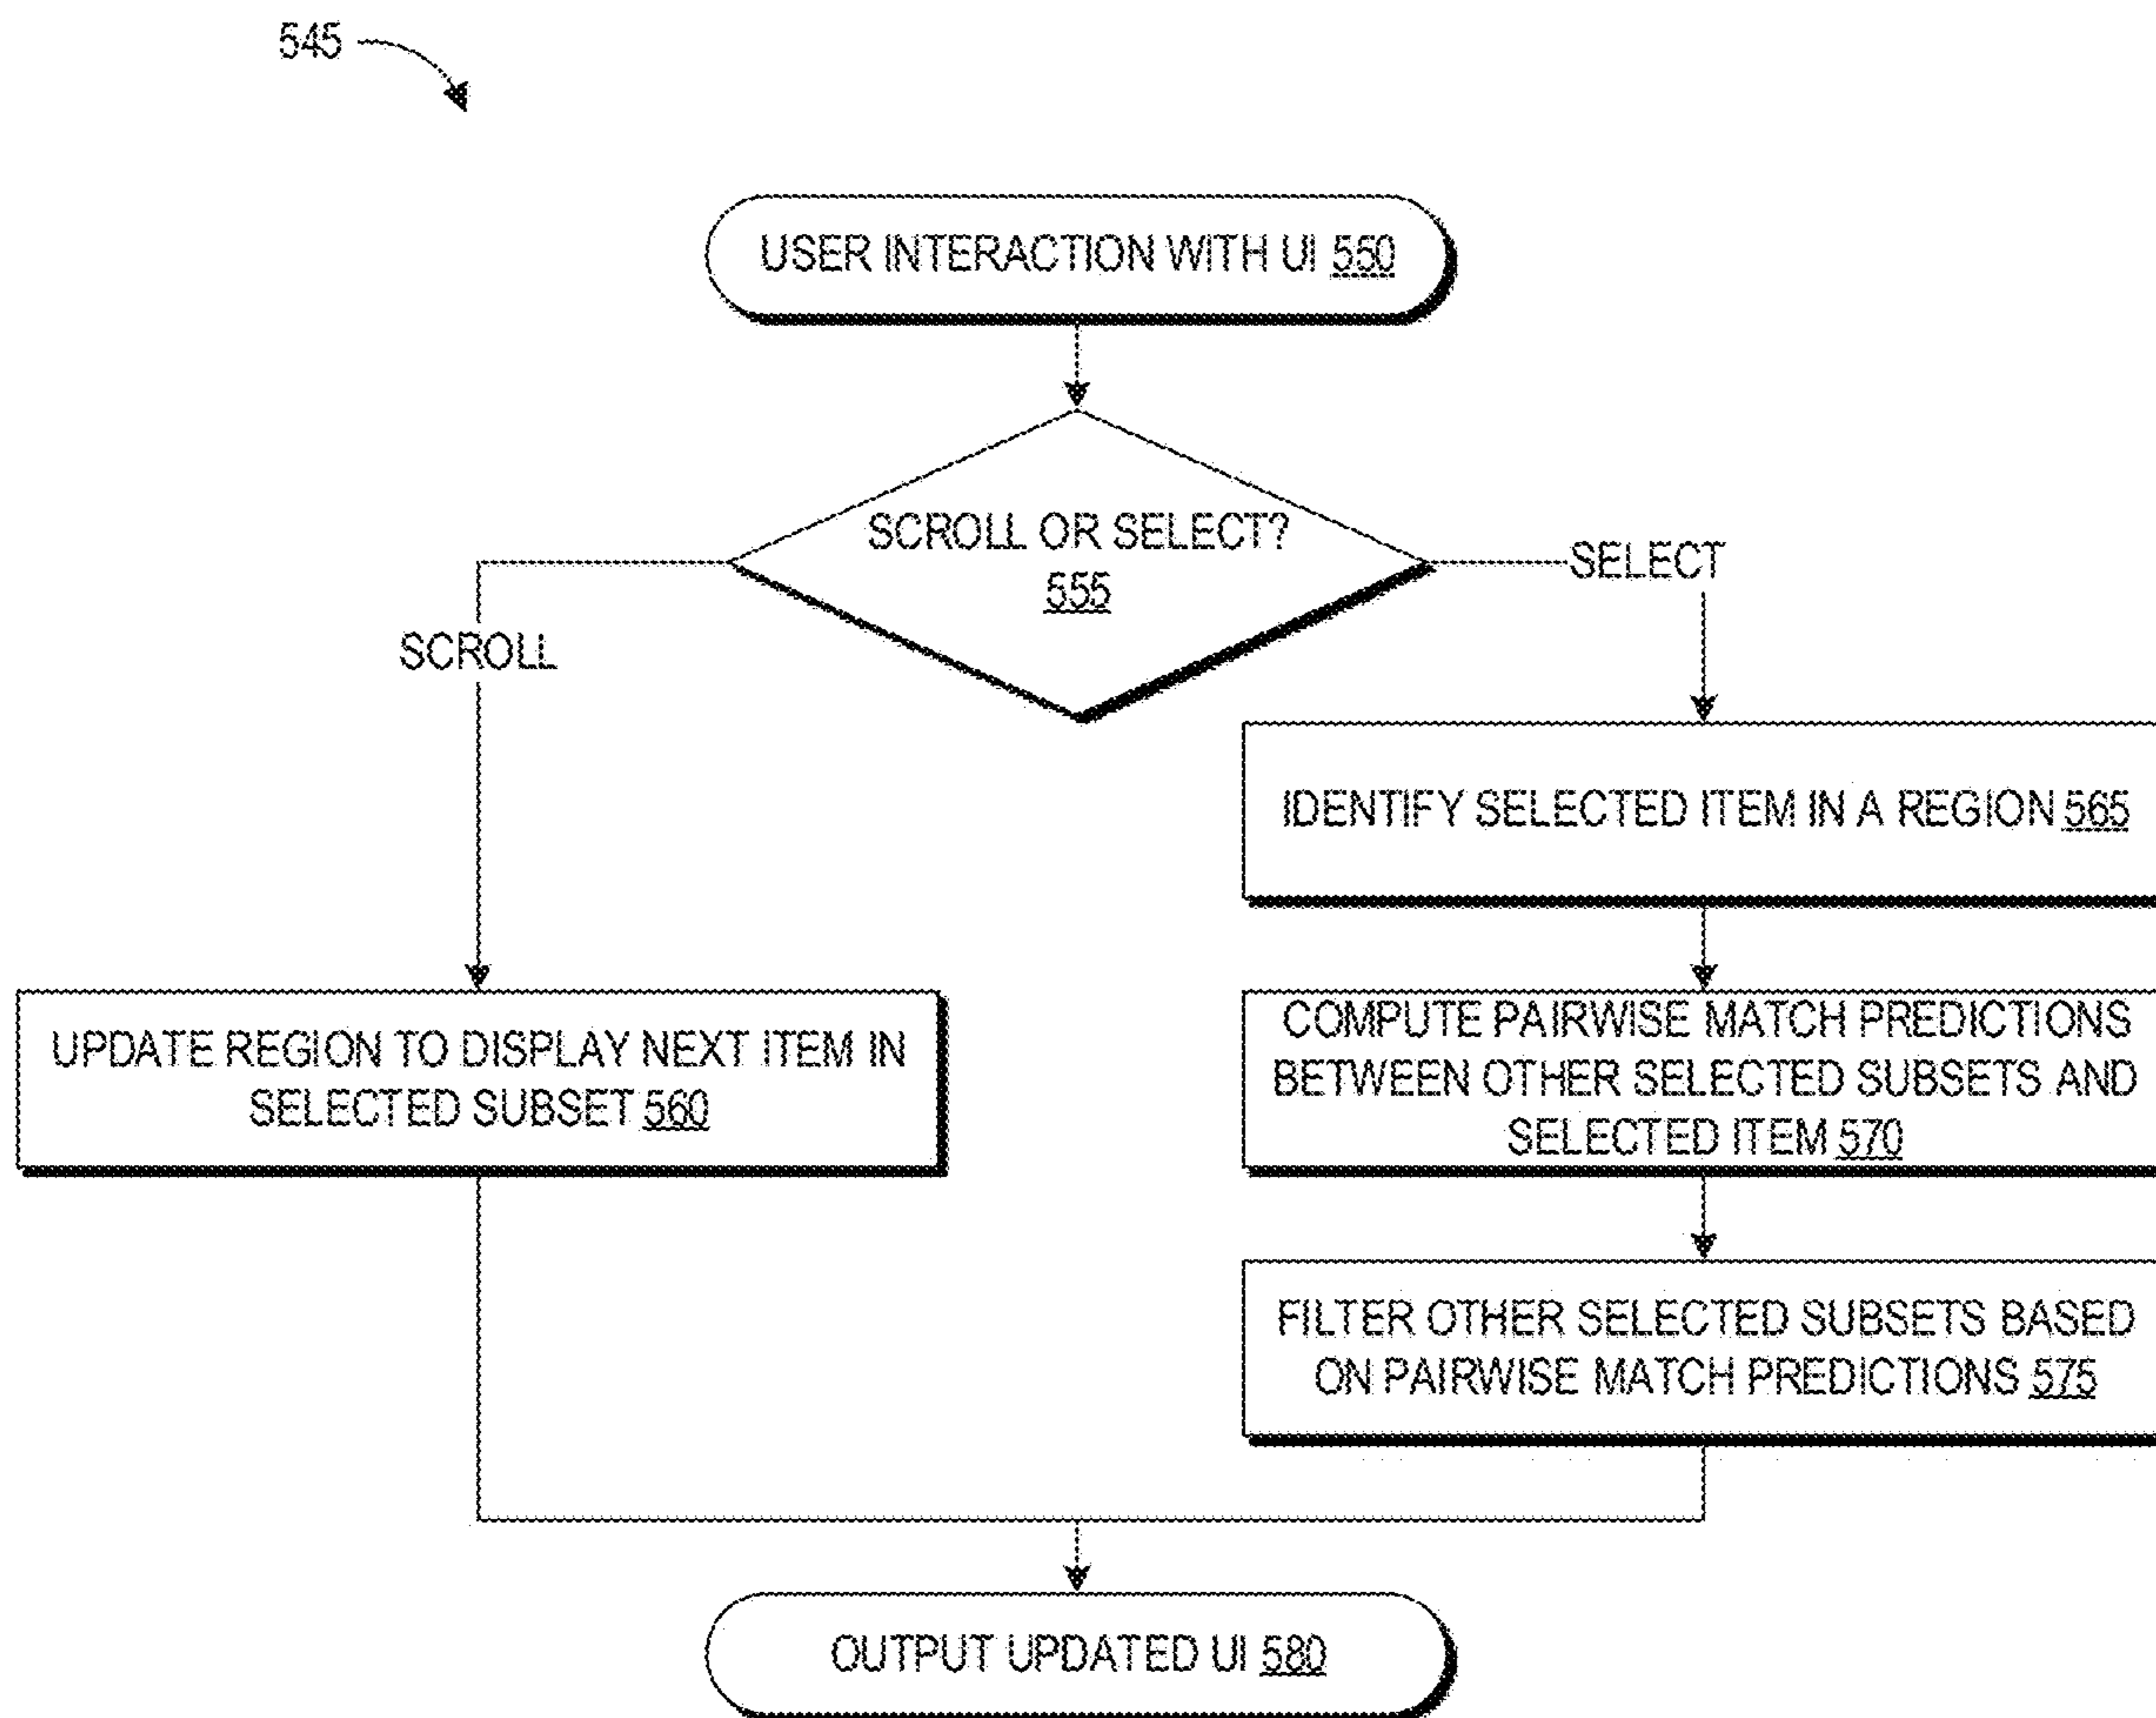 545
USER INTERACTION WITH UI 550
SCROLL OR SELECT?
555
SELECT
SCROLL
IDENTIFY SELECTED ITEM IN A REGION 565
UPDATE REGION TO DISPLAY NEXT ITEM IN
SELECTED SUBSET 560
COMPUTE PAIRWISE MATCH PREDICTIONS
BETWEEN OTHER SELECTED SUBSETS AND
SELECTED ITEM 570
FILTER OTHER SELECTED SUBSETS BASED
ON PAIRWISE MATCH PREDICTIONS 575
OUTPUT UPDATED UI 580